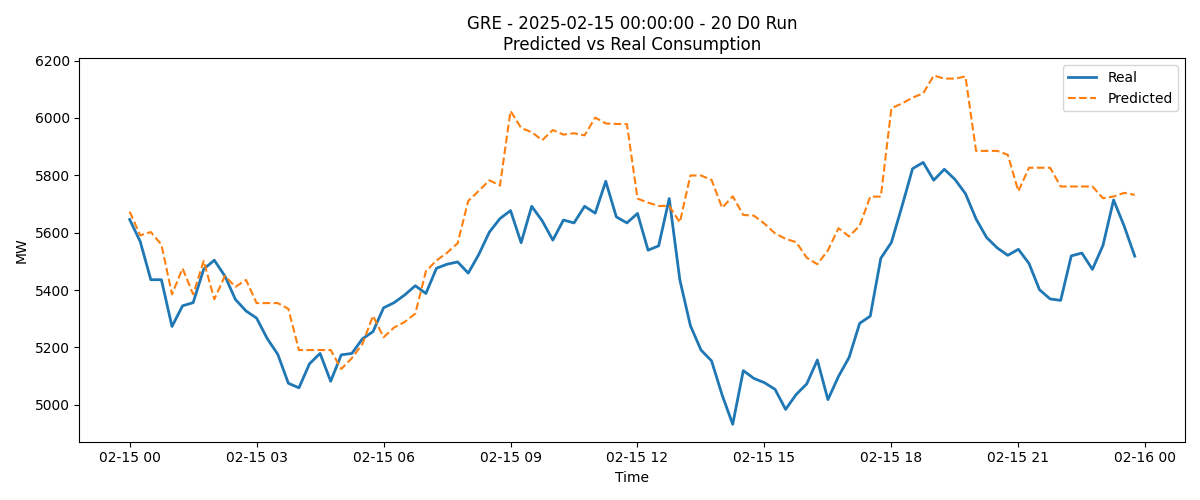 GRE - 2025-02-15 00:00:00 - 20 D0 Run
Predicted vs Real Consumption
6200
6000
5800
5600
5400
5200
5000
MW
Real
Predicted
02-15 00
02-15 03
02-15 06
02-15 09
02-15 12
02-15 15
02-15 18
02-15 21
02-16 00
Time